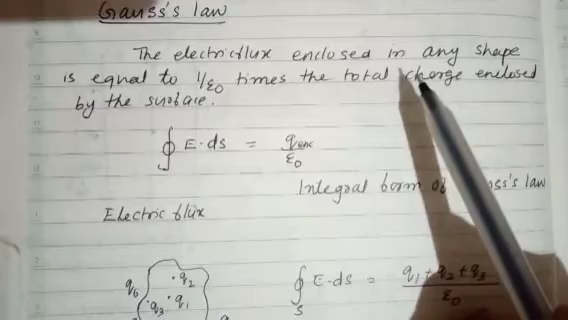 Gauss's law
The electricflux enclosed in any shape
is equal to 1/ε0 times the total charge enclosed
by the surface.
∮ E·ds = qenc/ε0
Integral form of law
Electric flux
q6 ·q2
·q3 ·q1
∮S E·ds = (q1 + q2 + q3)/ε0